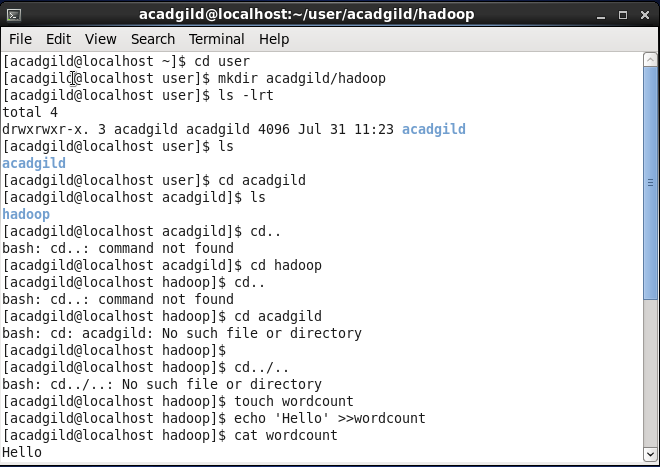 acadgild@localhost:~/user/acadgild/hadoop
File Edit View Search Terminal Help
[acadgild@localhost ~]$ cd user
[acadgild@localhost user]$ mkdir acadgild/hadoop
[acadgild@localhost user]$ ls -lrt
total 4
drwxrwxr-x. 3 acadgild acadgild 4096 Jul 31 11:23 acadgild
[acadgild@localhost user]$ ls
acadgild
[acadgild@localhost user]$ cd acadgild
[acadgild@localhost acadgild]$ ls
hadoop
[acadgild@localhost acadgild]$ cd..
bash: cd..: command not found
[acadgild@localhost acadgild]$ cd hadoop
[acadgild@localhost hadoop]$ cd..
bash: cd..: command not found
[acadgild@localhost hadoop]$ cd acadgild
bash: cd: acadgild: No such file or directory
[acadgild@localhost hadoop]$
[acadgild@localhost hadoop]$ cd../..
bash: cd../..: No such file or directory
[acadgild@localhost hadoop]$ touch wordcount
[acadgild@localhost hadoop]$ echo 'Hello' >>wordcount
[acadgild@localhost hadoop]$ cat wordcount
Hello